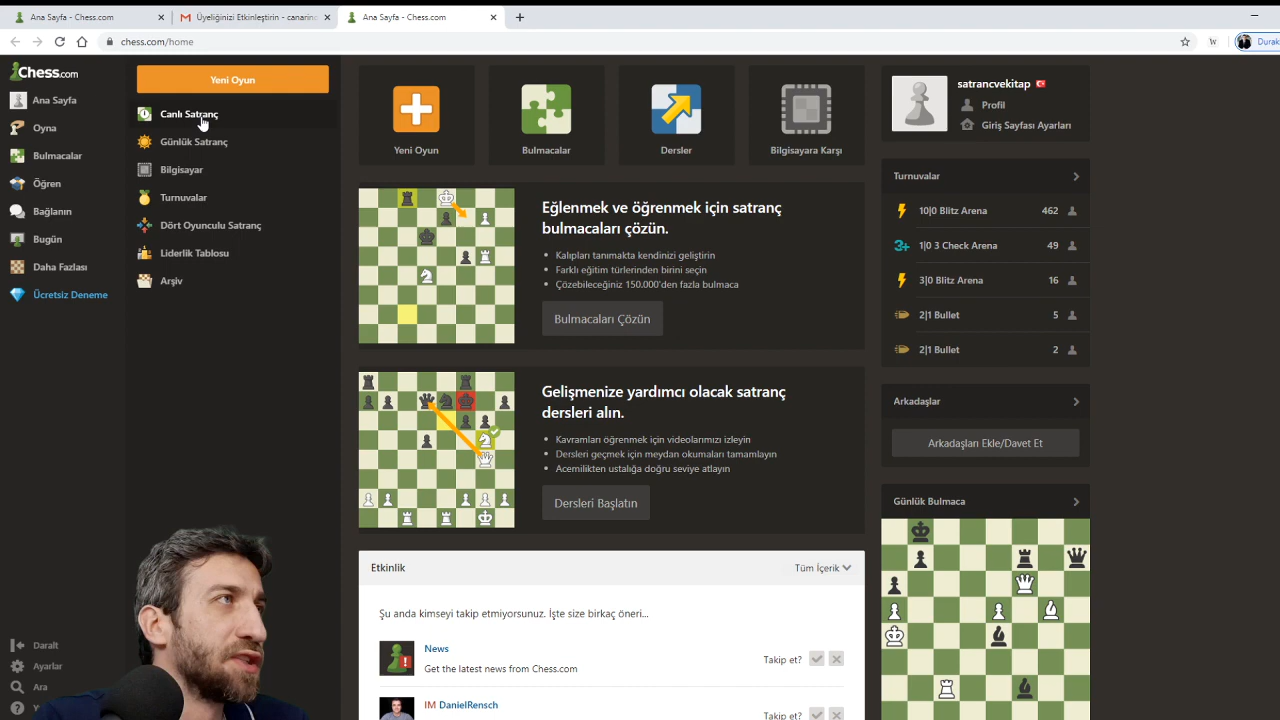 Ana Sayfa - Chess.com
Üyeliğinizi Etkinleştirin - canarino
Ana Sayfa - Chess.com
chess.com/home
W
Durak
Chess.com
Ana Sayfa
Oyna
Bulmacalar
Öğren
Bağlanın
Bugün
Daha Fazlası
Ücretsiz Deneme
Daralt
Ayarlar
Ara
Yeni Oyun
Canlı Satranç
Günlük Satranç
Bilgisayar
Turnuvalar
Dört Oyunculu Satranç
Liderlik Tablosu
Arşiv
Yeni Oyun
Bulmacalar
Dersler
Bilgisayara Karşı
Eğlenmek ve öğrenmek için satranç
bulmacaları çözün.
Kalıpları tanımakta kendinizi geliştirin
Farklı eğitim türlerinden birini seçin
Çözebileceğiniz 150.000'den fazla bulmaca
Bulmacaları Çözün
Gelişmenize yardımcı olacak satranç
dersleri alın.
Kavramları öğrenmek için videolarımızı izleyin
Dersleri geçmek için meydan okumaları tamamlayın
Acemilikten ustalığa doğru seviye atlayın
Dersleri Başlatın
Etkinlik
Tüm İçerik
Şu anda kimseyi takip etmiyorsunuz. İşte size birkaç öneri...
News
Get the latest news from Chess.com
Takip et?
IM DanielRensch
Takip et?
satrancvekitap
Profil
Giriş Sayfası Ayarları
Turnuvalar
10|0 Blitz Arena 462
3+ 1|0 3 Check Arena 49
3|0 Blitz Arena 16
2|1 Bullet 5
2|1 Bullet 2
Arkadaşlar
Arkadaşları Ekle/Davet Et
Günlük Bulmaca